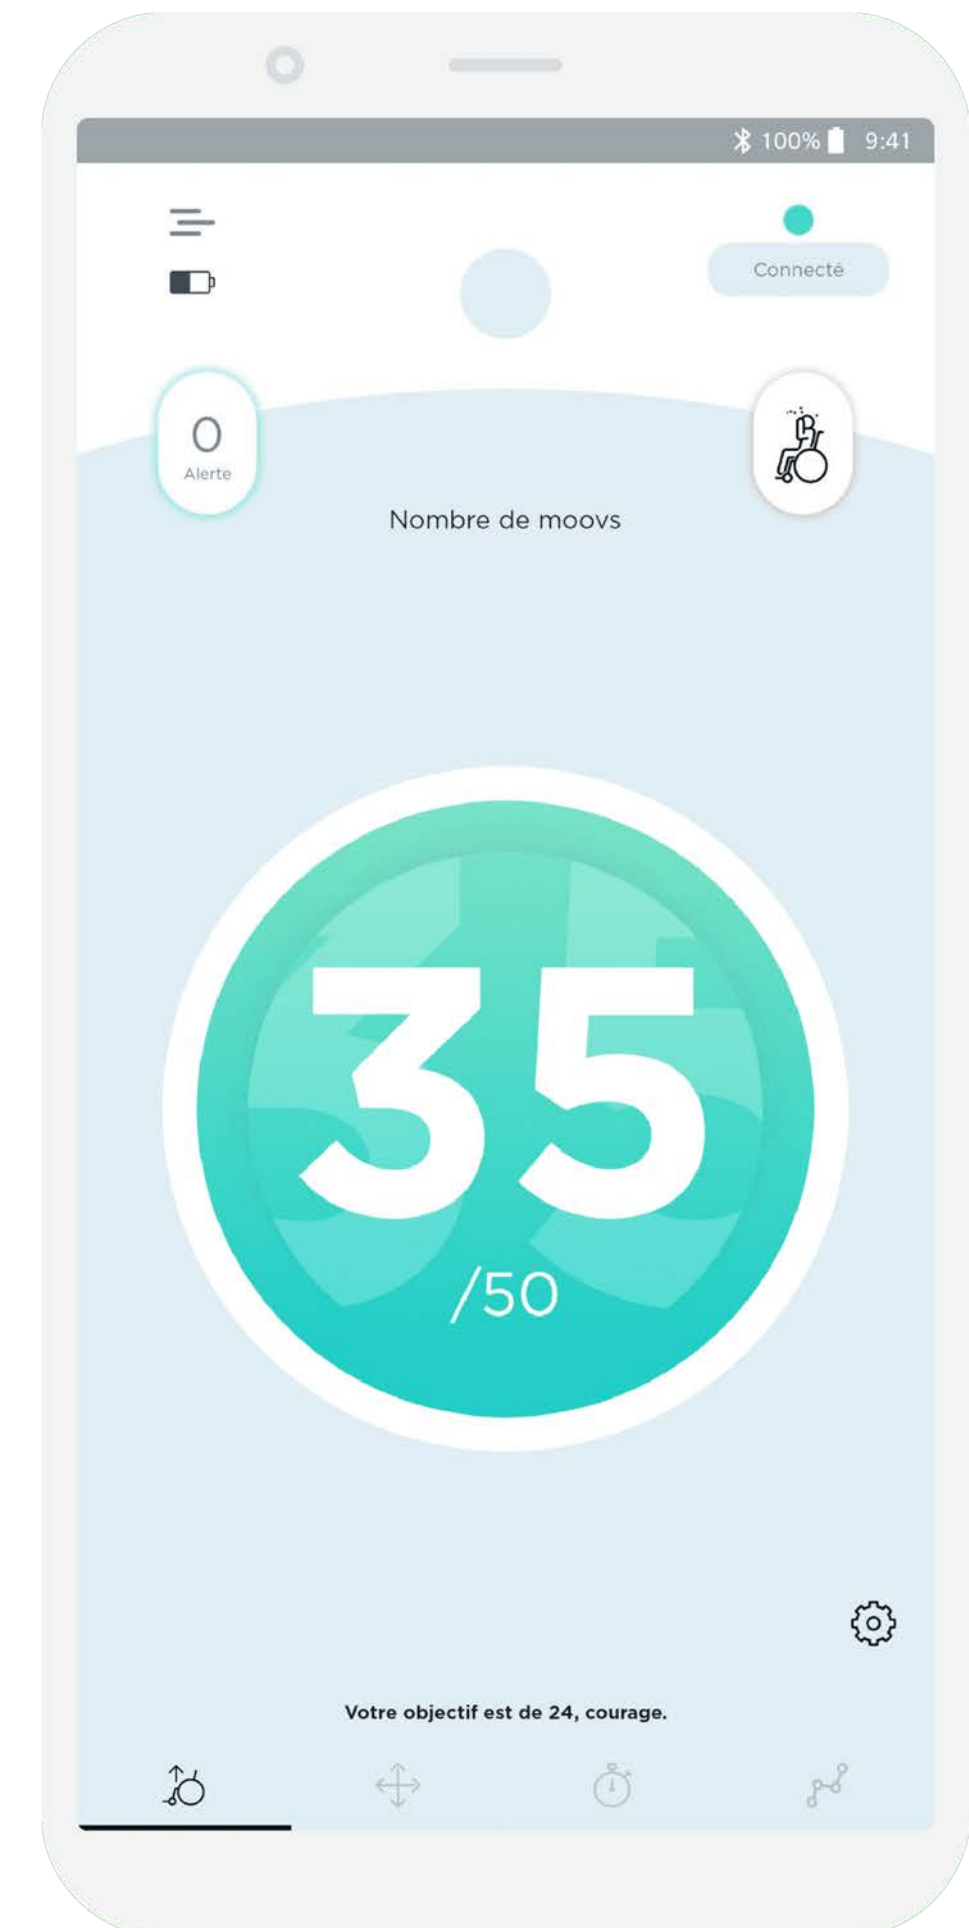 100% 9:41
Connecté
0
Alerte
Nombre de moovs
35
/50
Votre objectif est de 24, courage.